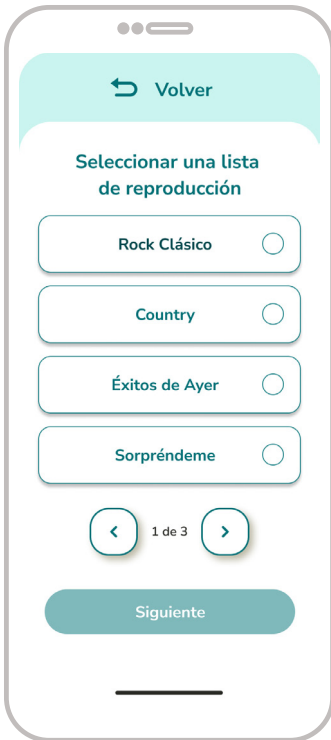 Volver
Seleccionar una lista
de reproducción
Rock Clásico
Country
Éxitos de Ayer
Sorpréndeme
1 de 3
Siguiente